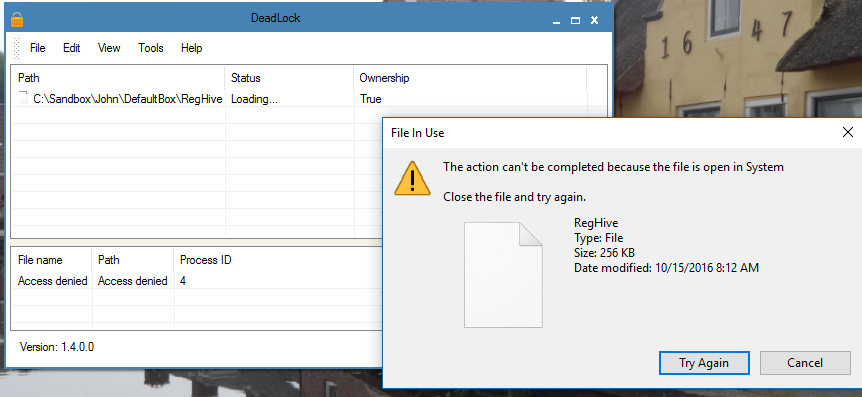 DeadLock
File Edit View Tools Help
Path Status Ownership
C:\Sandbox\John\DefaultBox\RegHive Loading... True
File name Path Process ID
Access denied Access denied 4
Version: 1.4.0.0
File In Use
The action can't be completed because the file is open in System
Close the file and try again.
RegHive
Type: File
Size: 256 KB
Date modified: 10/15/2016 8:12 AM
Try Again Cancel
1647